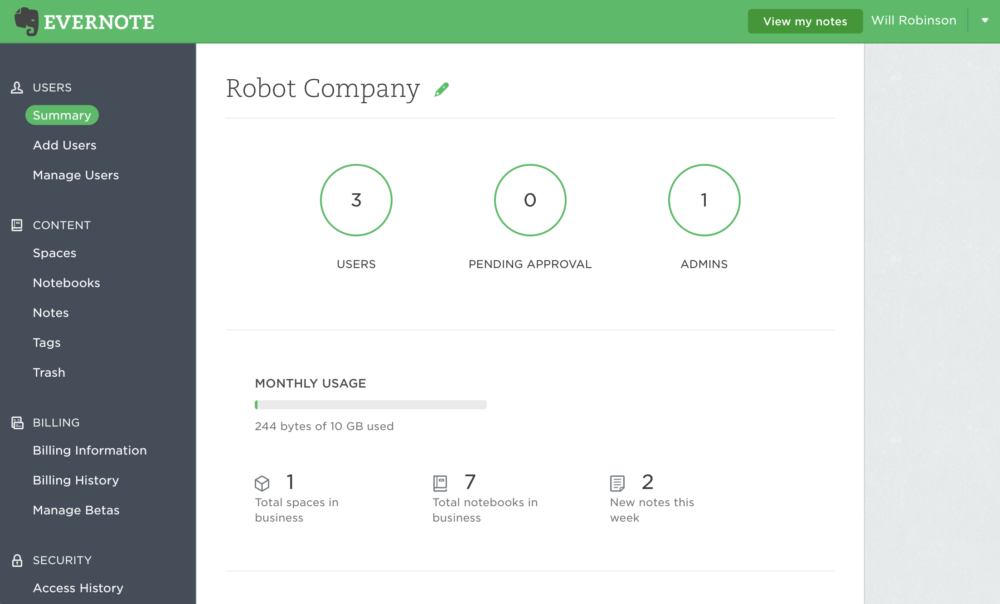 EVERNOTE
View my notes
Will Robinson
USERS
Summary
Add Users
Manage Users
CONTENT
Spaces
Notebooks
Notes
Tags
Trash
BILLING
Billing Information
Billing History
Manage Betas
SECURITY
Access History
Robot Company
3
USERS
0
PENDING APPROVAL
1
ADMINS
MONTHLY USAGE
244 bytes of 10 GB used
1
Total spaces in
business
7
Total notebooks in
business
2
New notes this
week